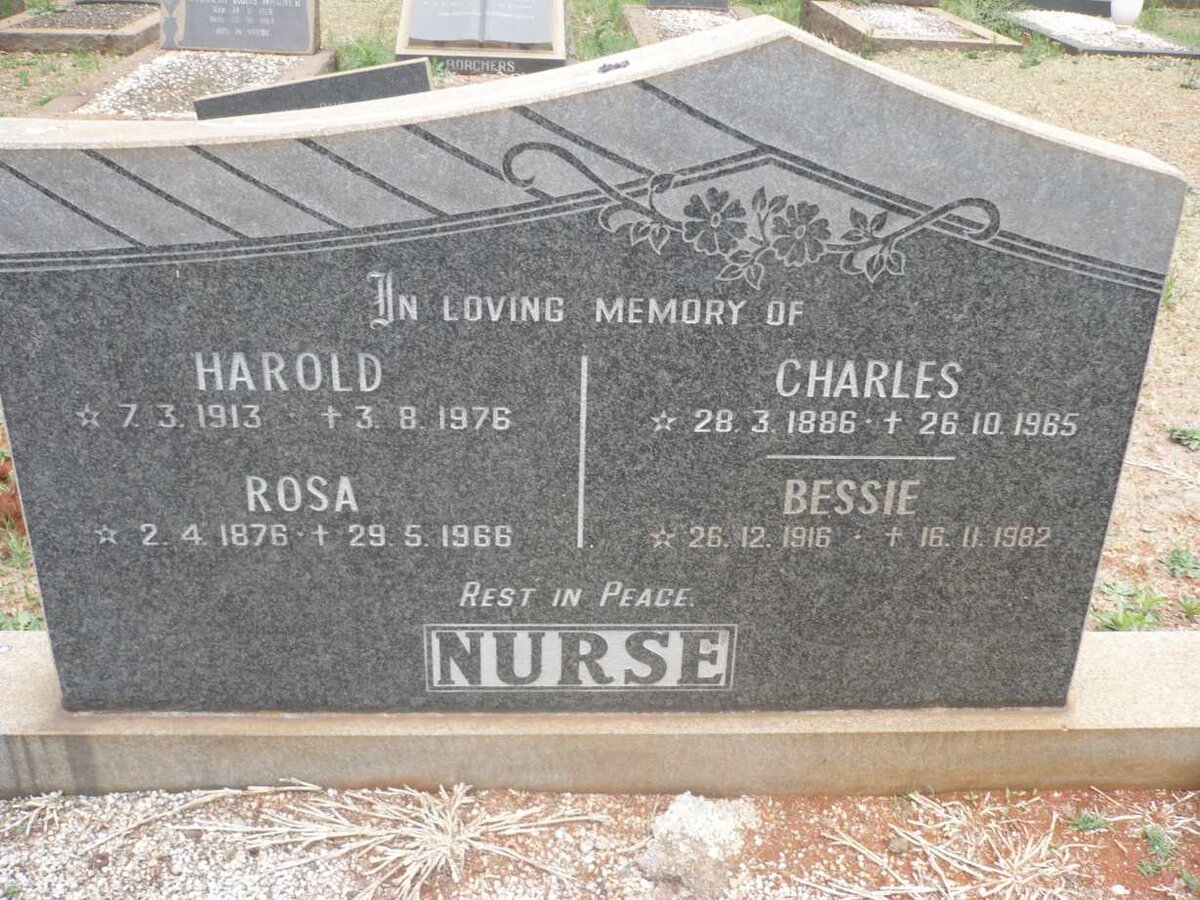 BORCHERS
In LOVING MEMORY OF
HAROLD
☆ 7. 3. 1913 · ✝ 3. 8. 1976
ROSA
☆ 2. 4. 1876 · ✝ 29. 5. 1966
CHARLES
☆ 28. 3. 1886 · ✝ 26. 10. 1965
BESSIE
☆ 26. 12. 1916 · ✝ 16. 11. 1982
REST IN PEACE.
NURSE